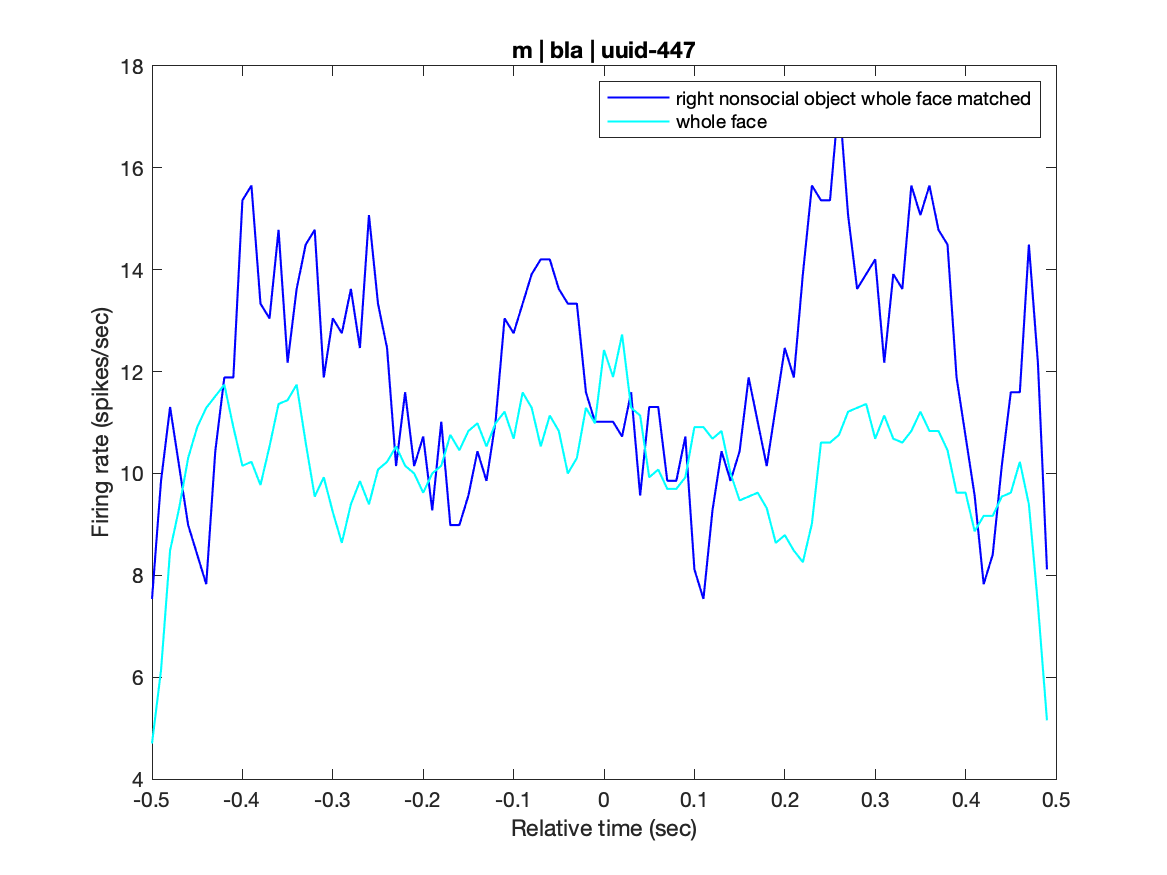 m | bla | uuid-447
right nonsocial object whole face matched
whole face
Firing rate (spikes/sec)
18
16
14
12
10
8
6
4
-0.5 -0.4 -0.3 -0.2 -0.1 0 0.1 0.2 0.3 0.4 0.5
Relative time (sec)